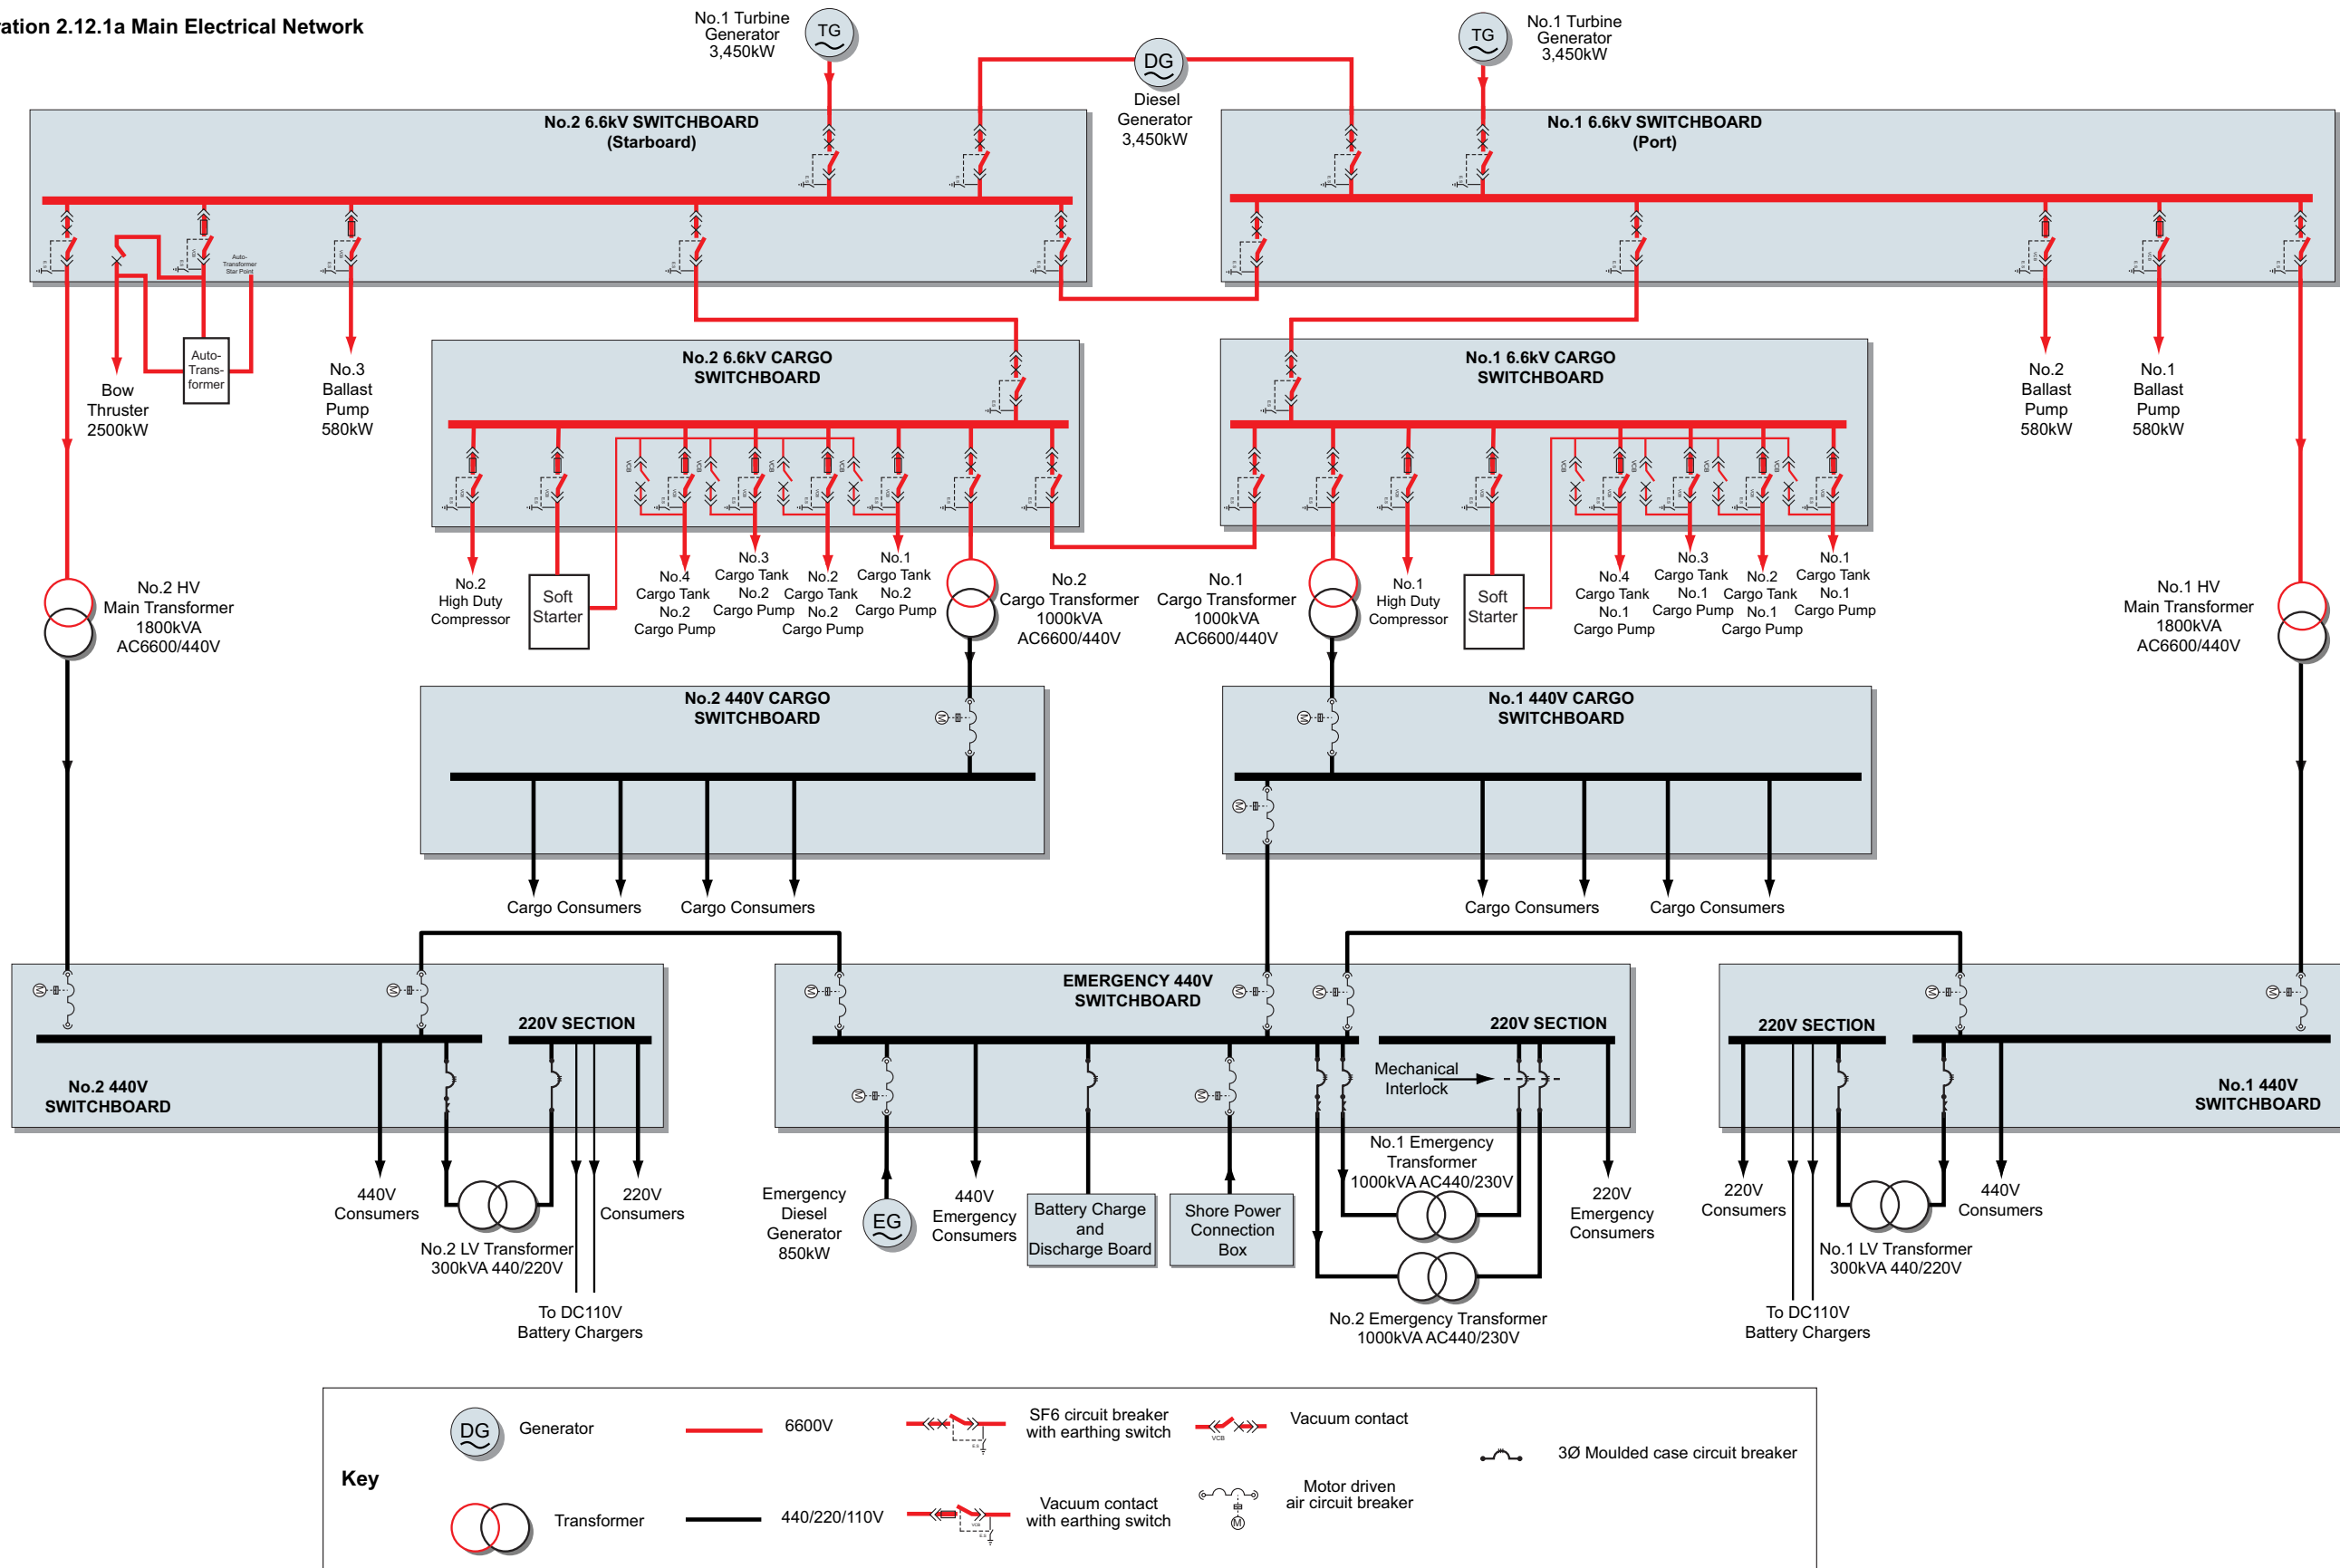 ration 2.12.1a Main Electrical Network
No.1 Turbine
Generator
3,450kW
TG
DG
Diesel
Generator
3,450kW
TG
No.1 Turbine
Generator
3,450kW
No.2 6.6kV SWITCHBOARD
(Starboard)
No.1 6.6kV SWITCHBOARD
(Port)
Auto-
Transformer
Star Point
Auto-
Trans-
former
Bow
Thruster
2500kW
No.3
Ballast
Pump
580kW
No.2
Ballast
Pump
580kW
No.1
Ballast
Pump
580kW
No.2 6.6kV CARGO
SWITCHBOARD
No.1 6.6kV CARGO
SWITCHBOARD
VCB
VCB
VCB
VCB
VCB
VCB
VCB
VCB
No.2 HV
Main Transformer
1800kVA
AC6600/440V
No.2
High Duty
Compressor
Soft
Starter
No.4
Cargo Tank
No.2
Cargo Pump
No.3
Cargo Tank
No.2
Cargo Pump
No.2
Cargo Tank
No.2
Cargo Pump
No.1
Cargo Tank
No.2
Cargo Pump
No.2
Cargo Transformer
1000kVA
AC6600/440V
No.1
Cargo Transformer
1000kVA
AC6600/440V
No.1
High Duty
Compressor
Soft
Starter
No.4
Cargo Tank
No.1
Cargo Pump
No.3
Cargo Tank
No.1
Cargo Pump
No.2
Cargo Tank
No.1
Cargo Pump
No.1
Cargo Tank
No.1
Cargo Pump
No.1 HV
Main Transformer
1800kVA
AC6600/440V
No.2 440V CARGO
SWITCHBOARD
M
No.1 440V CARGO
SWITCHBOARD
M
M
Cargo Consumers
Cargo Consumers
Cargo Consumers
Cargo Consumers
M
M
220V SECTION
No.2 440V
SWITCHBOARD
M
EMERGENCY 440V
SWITCHBOARD
M
M
220V SECTION
Mechanical
Interlock
M
M
M
M
220V SECTION
No.1 440V
SWITCHBOARD
440V
Consumers
220V
Consumers
No.2 LV Transformer
300kVA 440/220V
To DC110V
Battery Chargers
Emergency
Diesel
Generator
850kW
EG
440V
Emergency
Consumers
Battery Charge
and
Discharge Board
Shore Power
Connection
Box
No.1 Emergency
Transformer
1000kVA AC440/230V
No.2 Emergency Transformer
1000kVA AC440/230V
220V
Emergency
Consumers
220V
Consumers
440V
Consumers
No.1 LV Transformer
300kVA 440/220V
To DC110V
Battery Chargers
Key
DG
Generator
6600V
SF6 circuit breaker
with earthing switch
E.S
VCB
Vacuum contact
3Ø Moulded case circuit breaker
Transformer
440/220/110V
VCB
E.S
Vacuum contact
with earthing switch
M
Motor driven
air circuit breaker